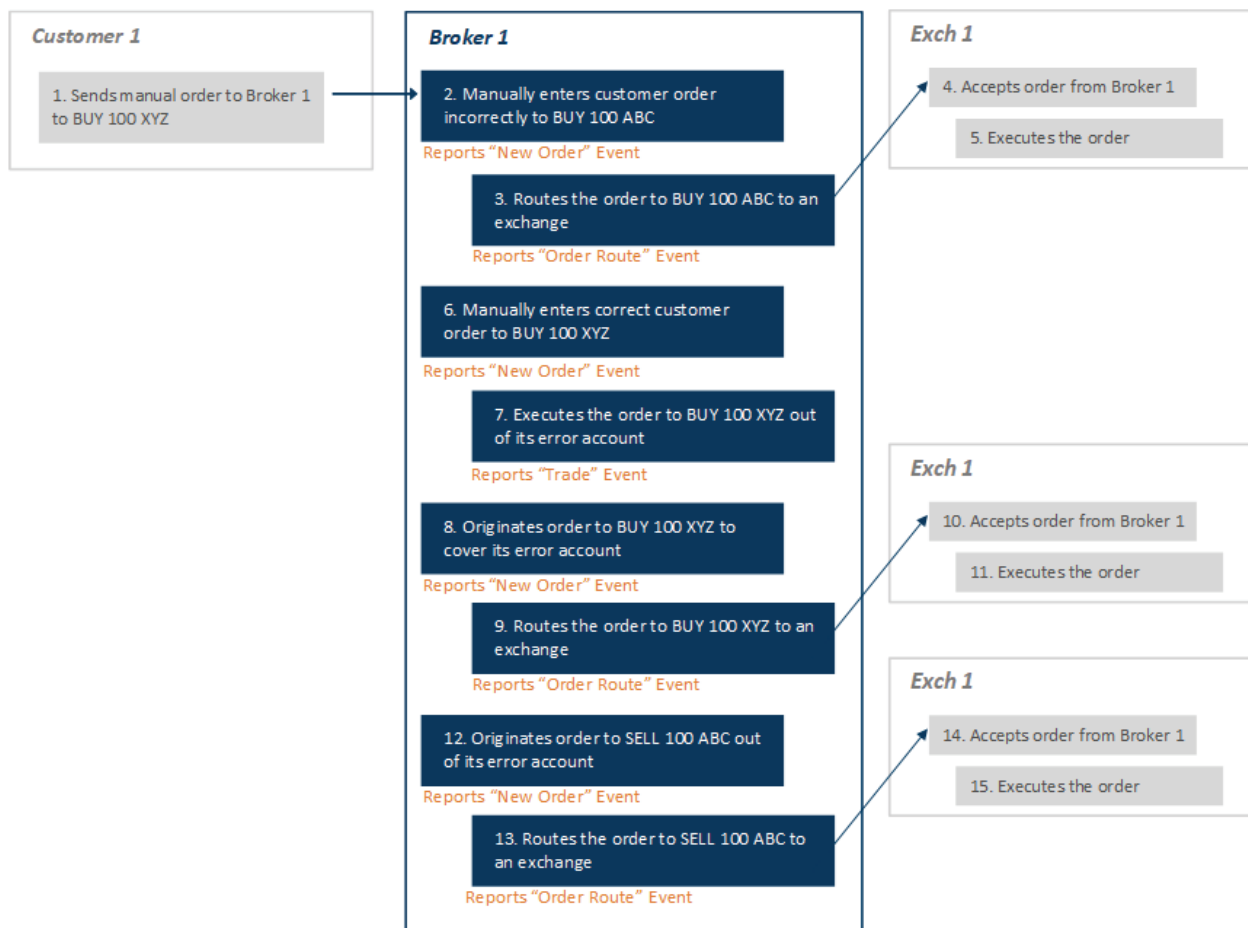 Customer 1
1. Sends manual order to Broker 1
to BUY 100 XYZ
Broker 1
2. Manually enters customer order
incorrectly to BUY 100 ABC
Reports “New Order” Event
3. Routes the order to BUY 100 ABC to an
exchange
Reports “Order Route” Event
Exch 1
4. Accepts order from Broker 1
5. Executes the order
6. Manually enters correct customer
order to BUY 100 XYZ
Reports “New Order” Event
7. Executes the order to BUY 100 XYZ out
of its error account
Reports “Trade” Event
8. Originates order to BUY 100 XYZ to
cover its error account
Reports “New Order” Event
9. Routes the order to BUY 100 XYZ to an
exchange
Reports “Order Route” Event
Exch 1
10. Accepts order from Broker 1
11. Executes the order
12. Originates order to SELL 100 ABC out
of its error account
Reports “New Order” Event
13. Routes the order to SELL 100 ABC to
an exchange
Reports “Order Route” Event
Exch 1
14. Accepts order from Broker 1
15. Executes the order